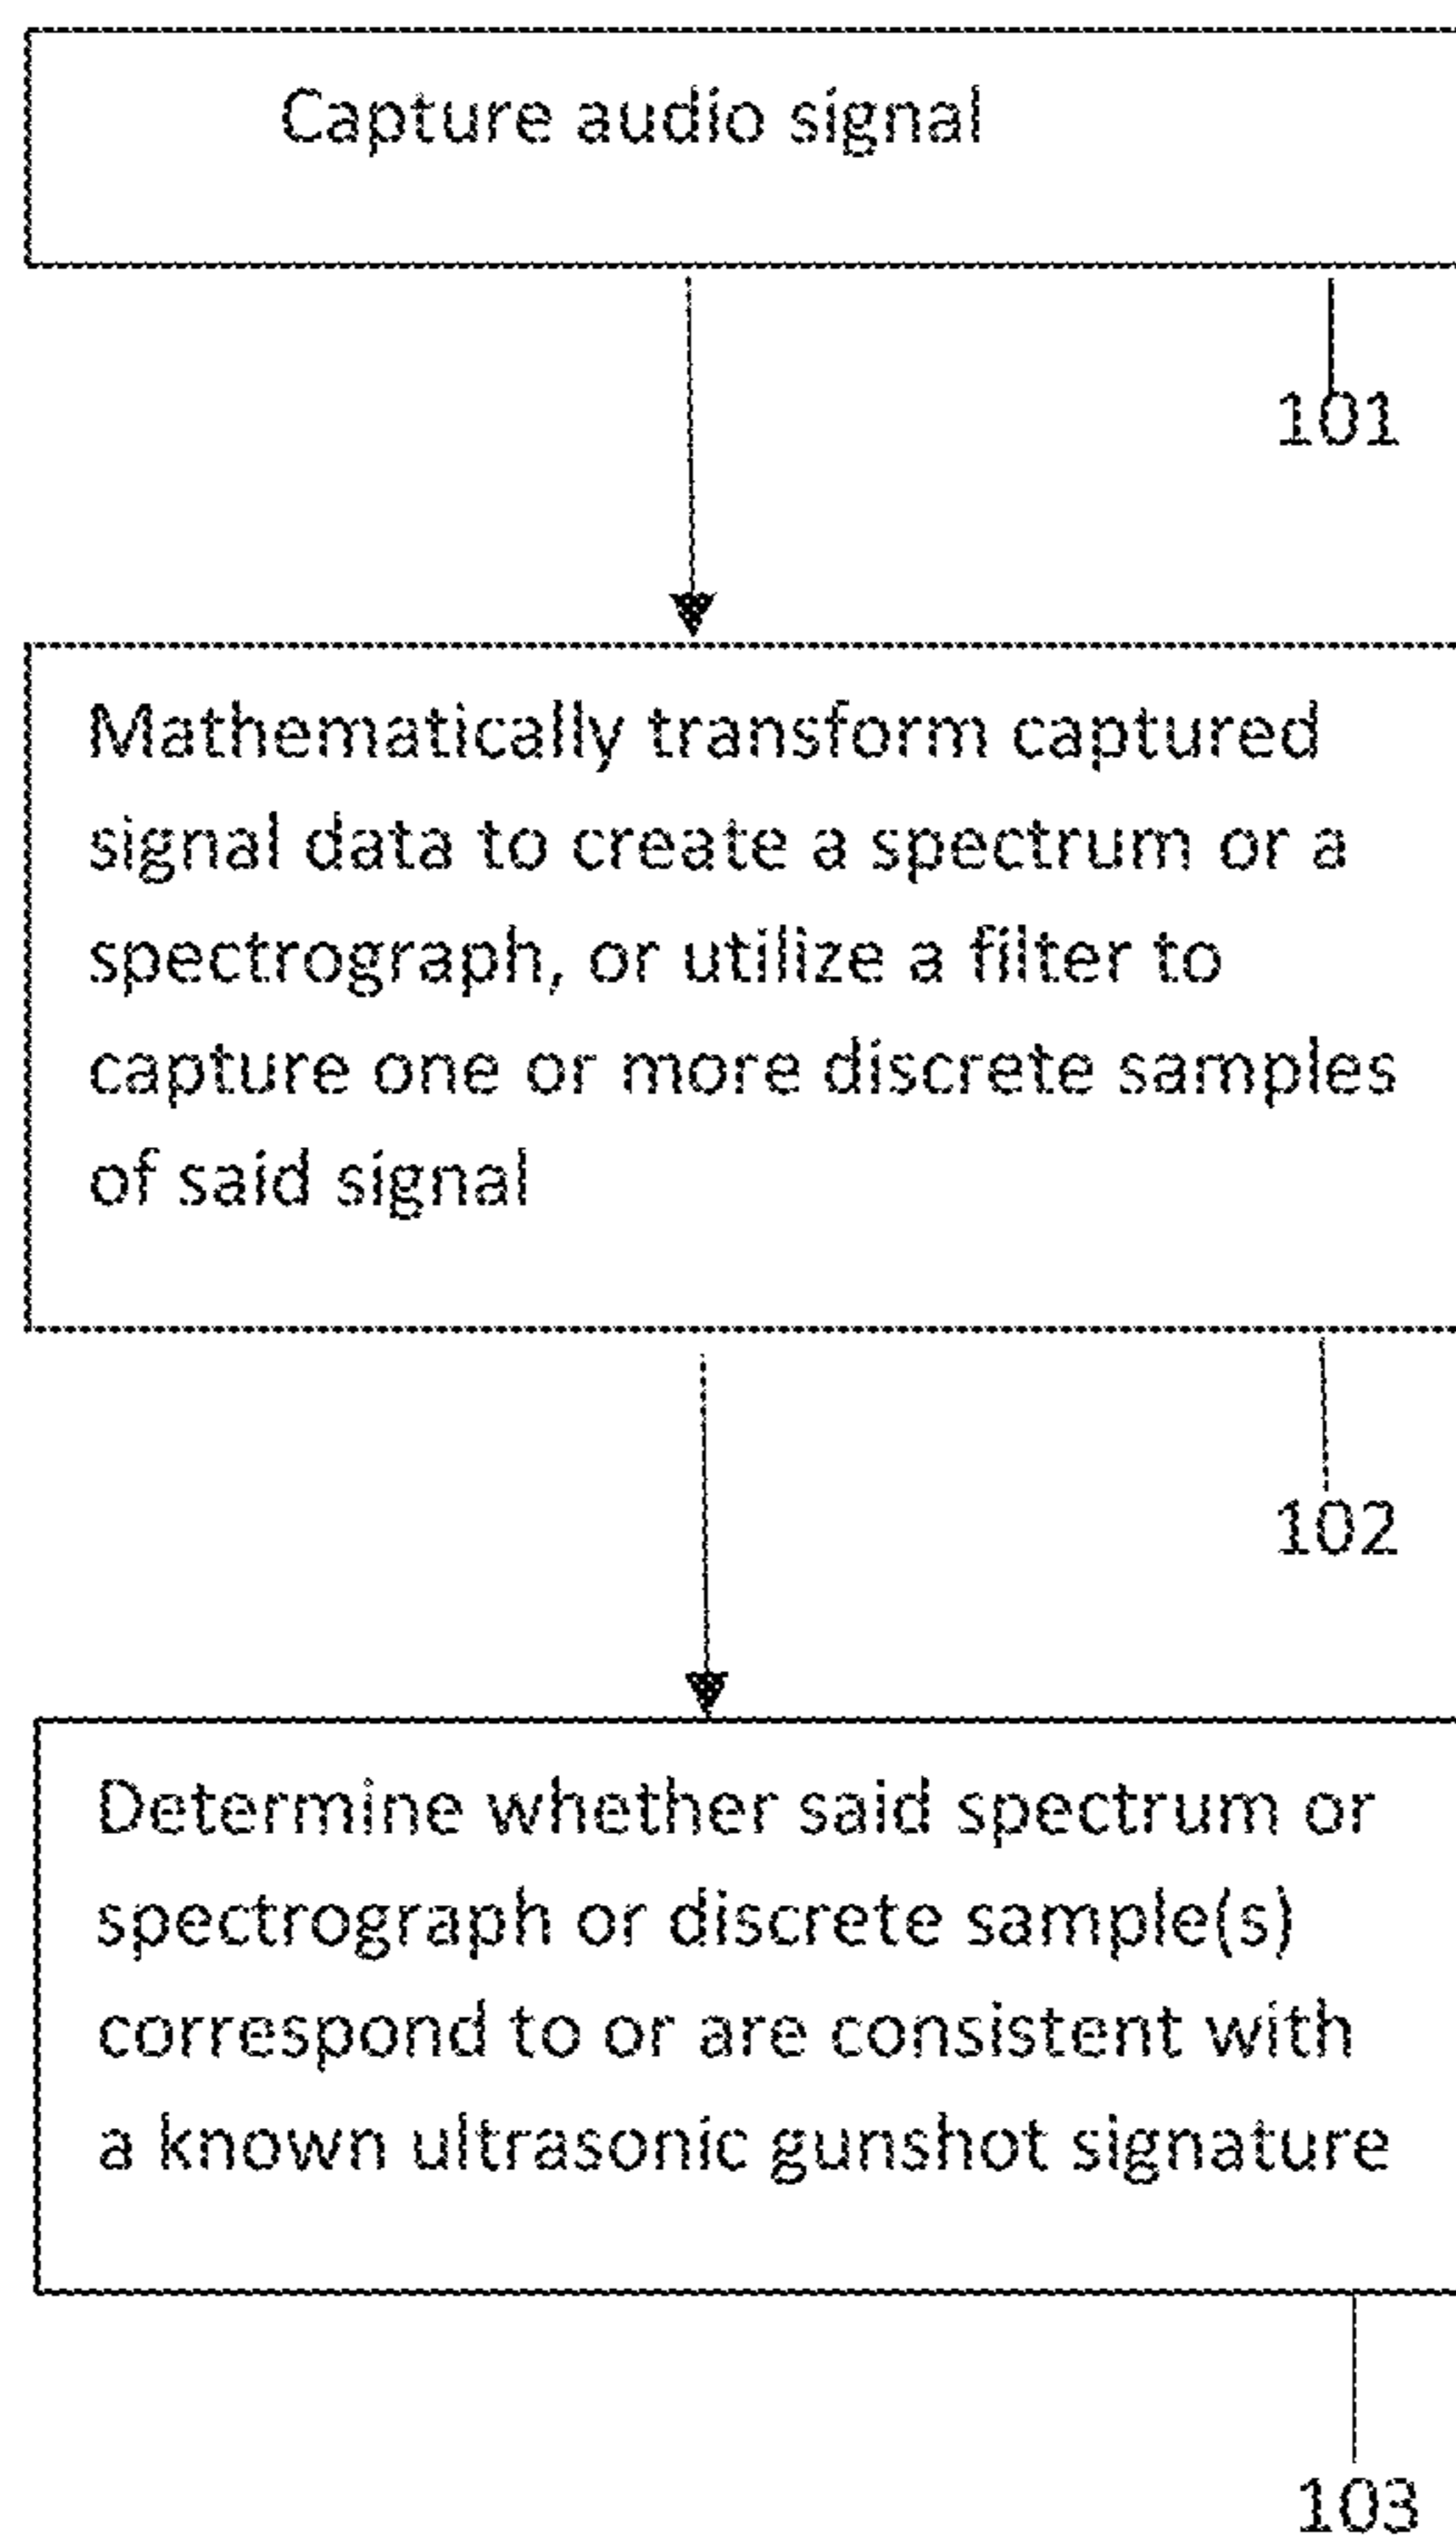 Capture audio signal
101
Mathematically transform captured
signal data to create a spectrum or a
spectrograph, or utilize a filter to
capture one or more discrete samples
of said signal
102
Determine whether said spectrum or
spectrograph or discrete sample(s)
correspond to or are consistent with
a known ultrasonic gunshot signature
103